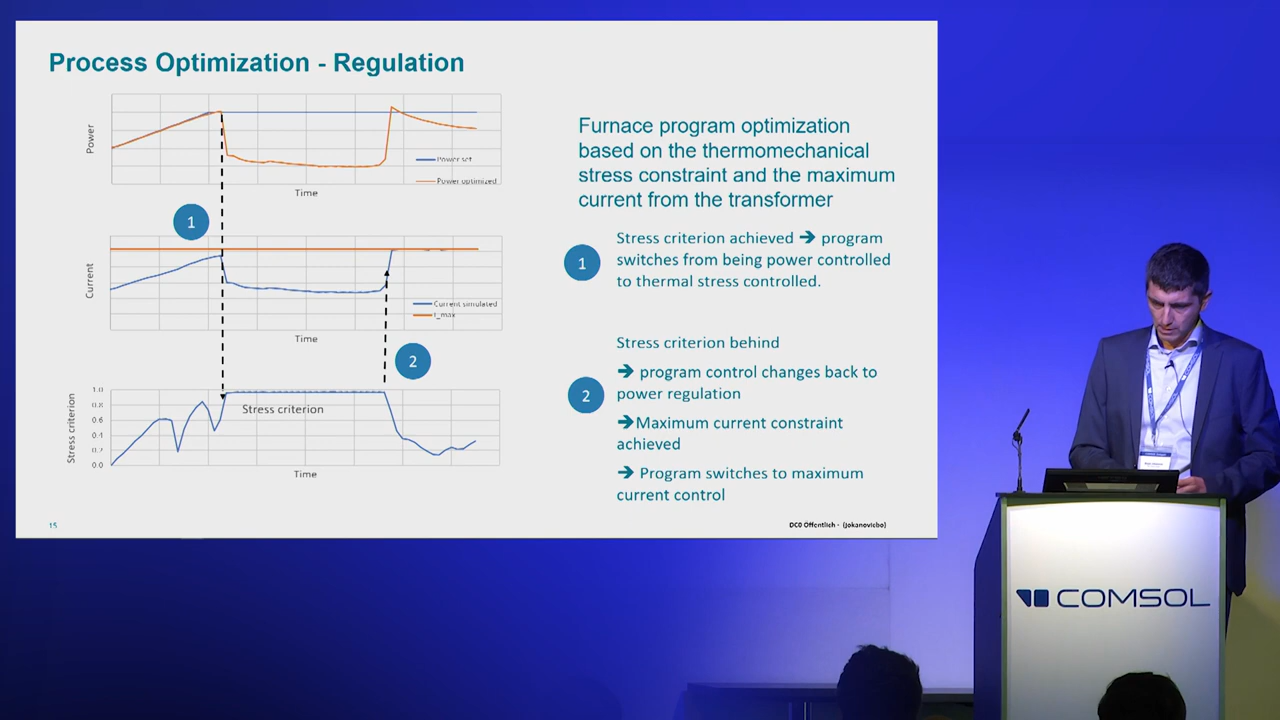 Process Optimization - Regulation
Power
Power set
Power optimized
Time
1
Current
Current simulated
I_max
Time
2
Stress criterion
1.0
0.8
0.6
0.4
0.2
0.0
Stress criterion
Time
Furnace program optimization
based on the thermomechanical
stress constraint and the maximum
current from the transformer
1
Stress criterion achieved ➔ program
switches from being power controlled
to thermal stress controlled.
2
Stress criterion behind
➔ program control changes back to
power regulation
➔Maximum current constraint
achieved
➔ Program switches to maximum
current control
15
DC0 Öffentlich - (jokanovicbo)
COMSOL